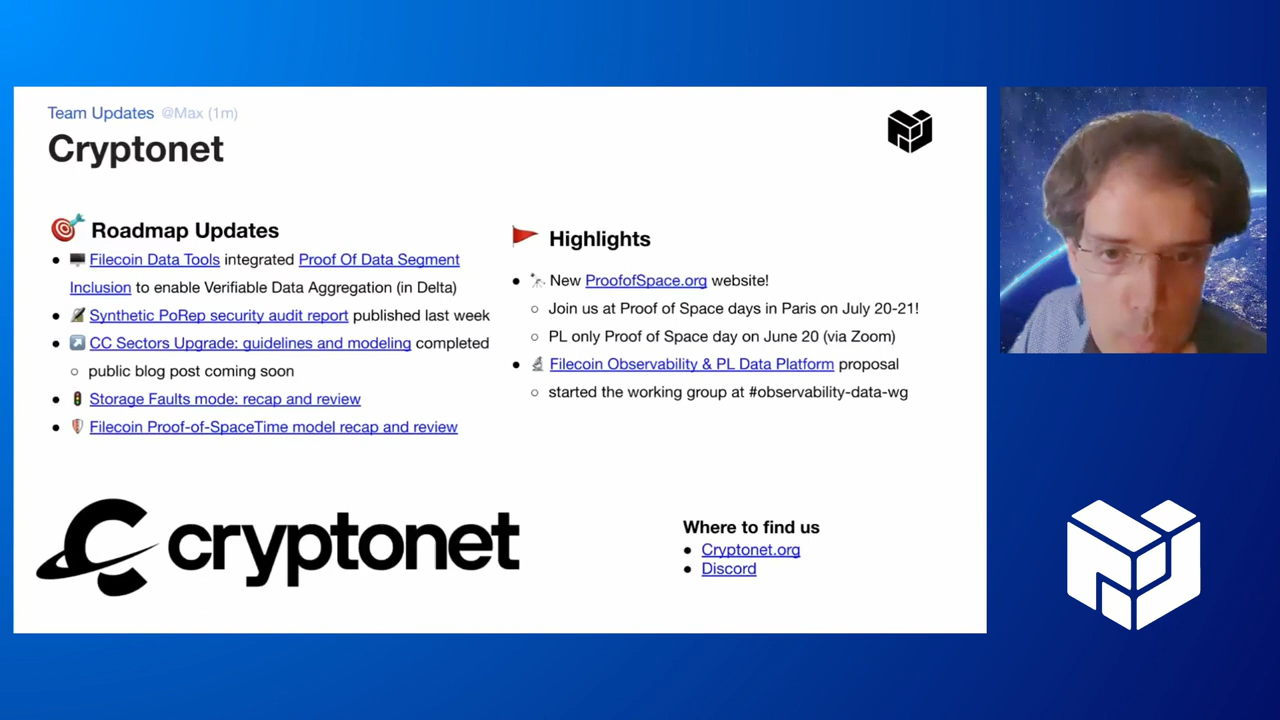 Team Updates @Max (1m)
Cryptonet
Roadmap Updates
Filecoin Data Tools integrated Proof Of Data Segment
Inclusion to enable Verifiable Data Aggregation (in Delta)
Synthetic PoRep security audit report published last week
CC Sectors Upgrade: guidelines and modeling completed
public blog post coming soon
Storage Faults mode: recap and review
Filecoin Proof-of-SpaceTime model recap and review
Highlights
New ProofofSpace.org website!
Join us at Proof of Space days in Paris on July 20-21!
PL only Proof of Space day on June 20 (via Zoom)
Filecoin Observability & PL Data Platform proposal
started the working group at #observability-data-wg
cryptonet
Where to find us
Cryptonet.org
Discord